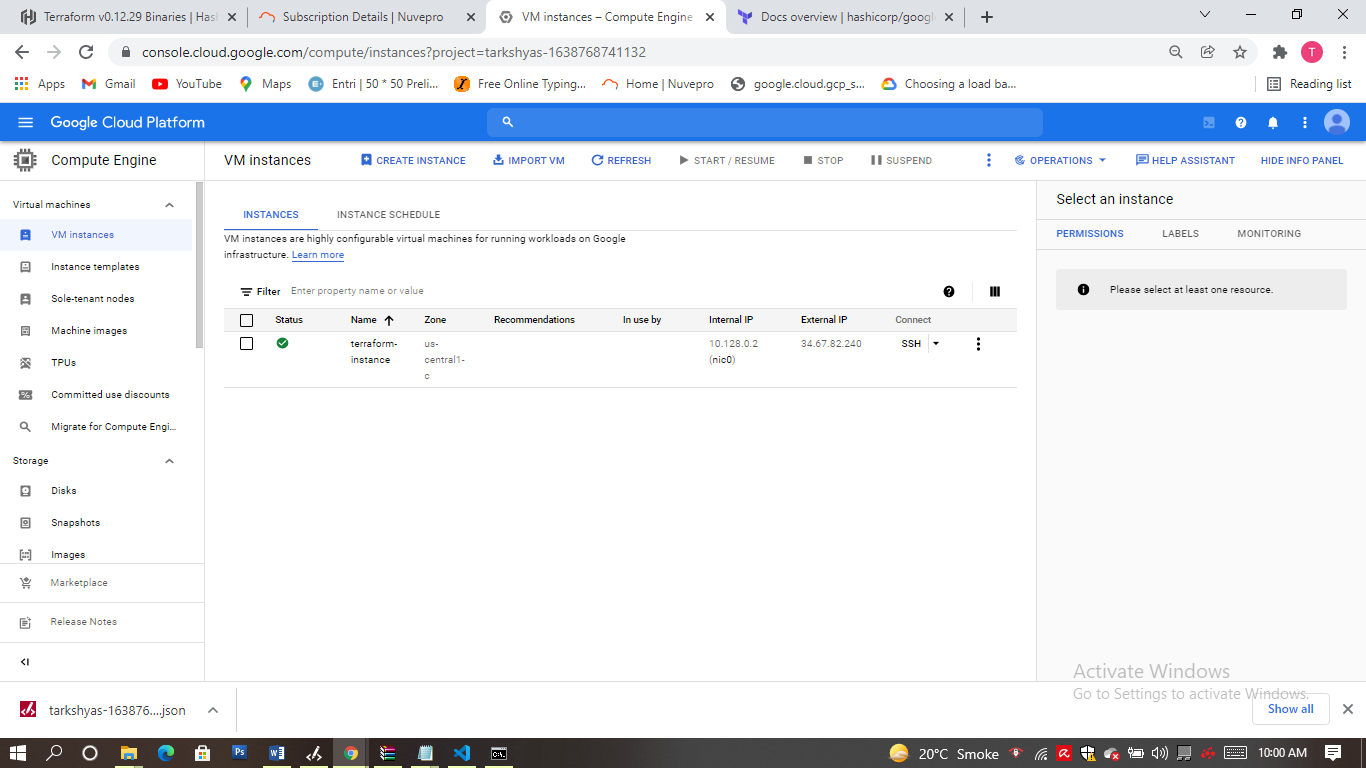 Terraform v0.12.29 Binaries | Has
Subscription Details | Nuvepro
VM instances – Compute Engine
Docs overview | hashicorp/googl
console.cloud.google.com/compute/instances?project=tarkshyas-1638768741132
T
Apps
Gmail
YouTube
Maps
Entri | 50 * 50 Preli...
Free Online Typing...
Home | Nuvepro
google.cloud.gcp_s...
Choosing a load ba...
Reading list
Google Cloud Platform
Compute Engine
VM instances
CREATE INSTANCE
IMPORT VM
REFRESH
START / RESUME
STOP
SUSPEND
OPERATIONS
HELP ASSISTANT
HIDE INFO PANEL
Virtual machines
VM instances
Instance templates
Sole-tenant nodes
Machine images
TPUs
Committed use discounts
Migrate for Compute Engi...
Storage
Disks
Snapshots
Images
Marketplace
Release Notes
INSTANCES
INSTANCE SCHEDULE
VM instances are highly configurable virtual machines for running workloads on Google
infrastructure. Learn more
Filter Enter property name or value
Status Name Zone Recommendations In use by Internal IP External IP Connect
terraform- us- 10.128.0.2 34.67.82.240 SSH
instance central1- (nic0)
c
Select an instance
PERMISSIONS
LABELS
MONITORING
Please select at least one resource.
Activate Windows
Go to Settings to activate Windows.
tarkshyas-163876....json
Show all
Ps
W
20°C Smoke
10:00 AM